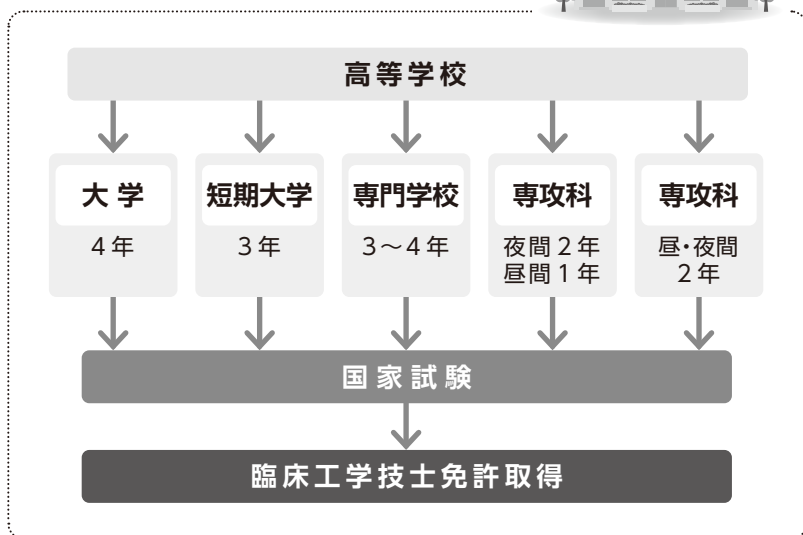 高等学校
大学
4年
短期大学
3年
専門学校
3～4年
専攻科
夜間2年
昼間1年
専攻科
昼・夜間
2年
国家試験
臨床工学技士免許取得